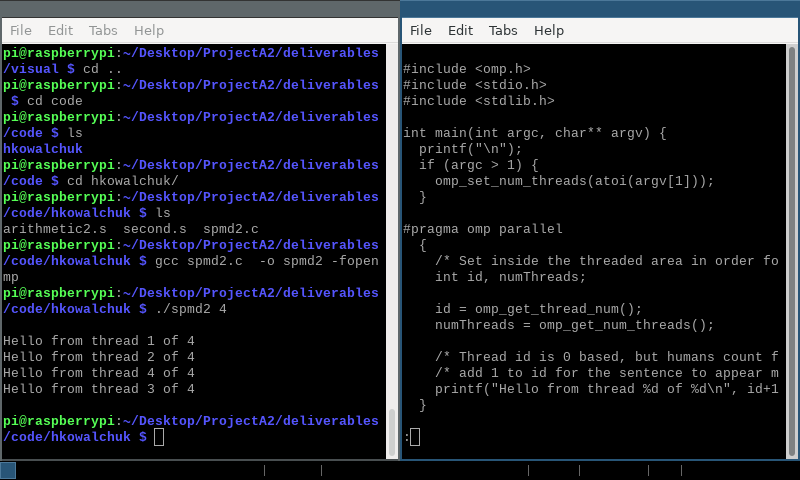 File Edit Tabs Help
pi@raspberrypi:~/Desktop/ProjectA2/deliverables
/visual $ cd ..
pi@raspberrypi:~/Desktop/ProjectA2/deliverables
 $ cd code
pi@raspberrypi:~/Desktop/ProjectA2/deliverables
/code $ ls
hkowalchuk
pi@raspberrypi:~/Desktop/ProjectA2/deliverables
/code $ cd hkowalchuk/
pi@raspberrypi:~/Desktop/ProjectA2/deliverables
/code/hkowalchuk $ ls
arithmetic2.s  second.s  spmd2.c
pi@raspberrypi:~/Desktop/ProjectA2/deliverables
/code/hkowalchuk $ gcc spmd2.c  -o spmd2 -fopen
mp
pi@raspberrypi:~/Desktop/ProjectA2/deliverables
/code/hkowalchuk $ ./spmd2 4
Hello from thread 1 of 4
Hello from thread 2 of 4
Hello from thread 4 of 4
Hello from thread 3 of 4
pi@raspberrypi:~/Desktop/ProjectA2/deliverables
/code/hkowalchuk $
File Edit Tabs Help
#include <omp.h>
#include <stdio.h>
#include <stdlib.h>
int main(int argc, char** argv) {
  printf("\n");
  if (argc > 1) {
    omp_set_num_threads(atoi(argv[1]));
  }
#pragma omp parallel
  {
    /* Set inside the threaded area in order fo
    int id, numThreads;
    id = omp_get_thread_num();
    numThreads = omp_get_num_threads();
    /* Thread id is 0 based, but humans count f
    /* add 1 to id for the sentence to appear m
    printf("Hello from thread %d of %d\n", id+1
  }
: